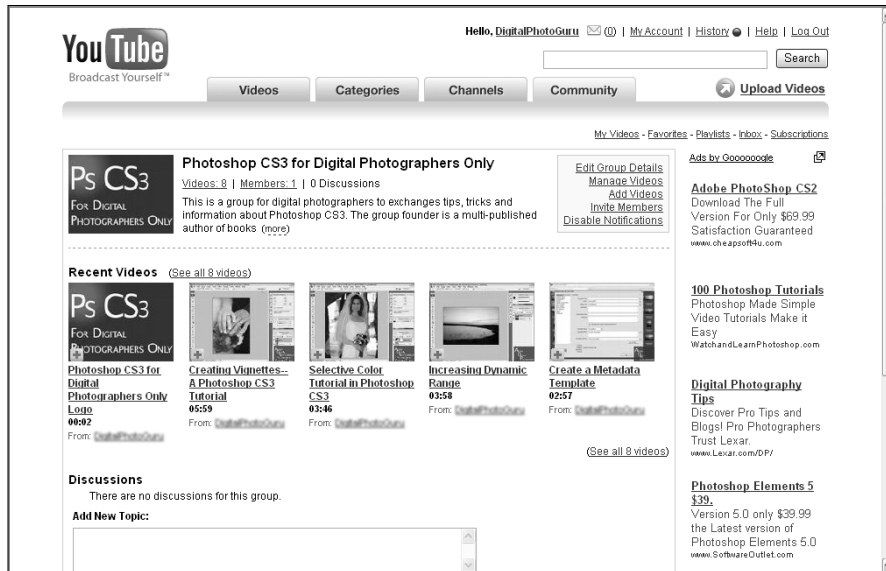 Hello, DigitalPhotoGuru (0) | My Account | History | Help | Log Out
You Tube
Broadcast Yourself™
Search
Videos Categories Channels Community Upload Videos
My Videos - Favorites - Playlists - Inbox - Subscriptions
Ps CS3
For Digital
Photographers Only
Photoshop CS3 for Digital Photographers Only
Videos: 8 | Members: 1 | 0 Discussions
This is a group for digital photographers to exchanges tips, tricks and
information about Photoshop CS3. The group founder is a multi-published
author of books (more)
Edit Group Details
Manage Videos
Add Videos
Invite Members
Disable Notifications
Ads by Goooooogle
Adobe PhotoShop CS2
Download The Full
Version For Only $69.99
Satisfaction Guaranteed
www.cheapsoft4u.com
Recent Videos (See all 8 videos)
Ps CS3
For Digital
Photographers Only
Photoshop CS3 for
Digital
Photographers Only
Logo
00:02
From:
Creating Vignettes--
A Photoshop CS3
Tutorial
05:59
From:
Selective Color
Tutorial in Photoshop
CS3
03:46
From:
Increasing Dynamic
Range
03:58
From:
Create a Metadata
Template
02:57
From:
(See all 8 videos)
100 Photoshop Tutorials
Photoshop Made Simple
Video Tutorials Make it
Easy
WatchandLearnPhotoshop.com
Digital Photography
Tips
Discover Pro Tips and
Blogs! Pro Photographers
Trust Lexar.
www.Lexar.com/DP/
Discussions
There are no discussions for this group.
Add New Topic:
Photoshop Elements 5
$39.
Version 5.0 only $39.99
the Latest version of
Photoshop Elements 5.0
www.SoftwareOutlet.com